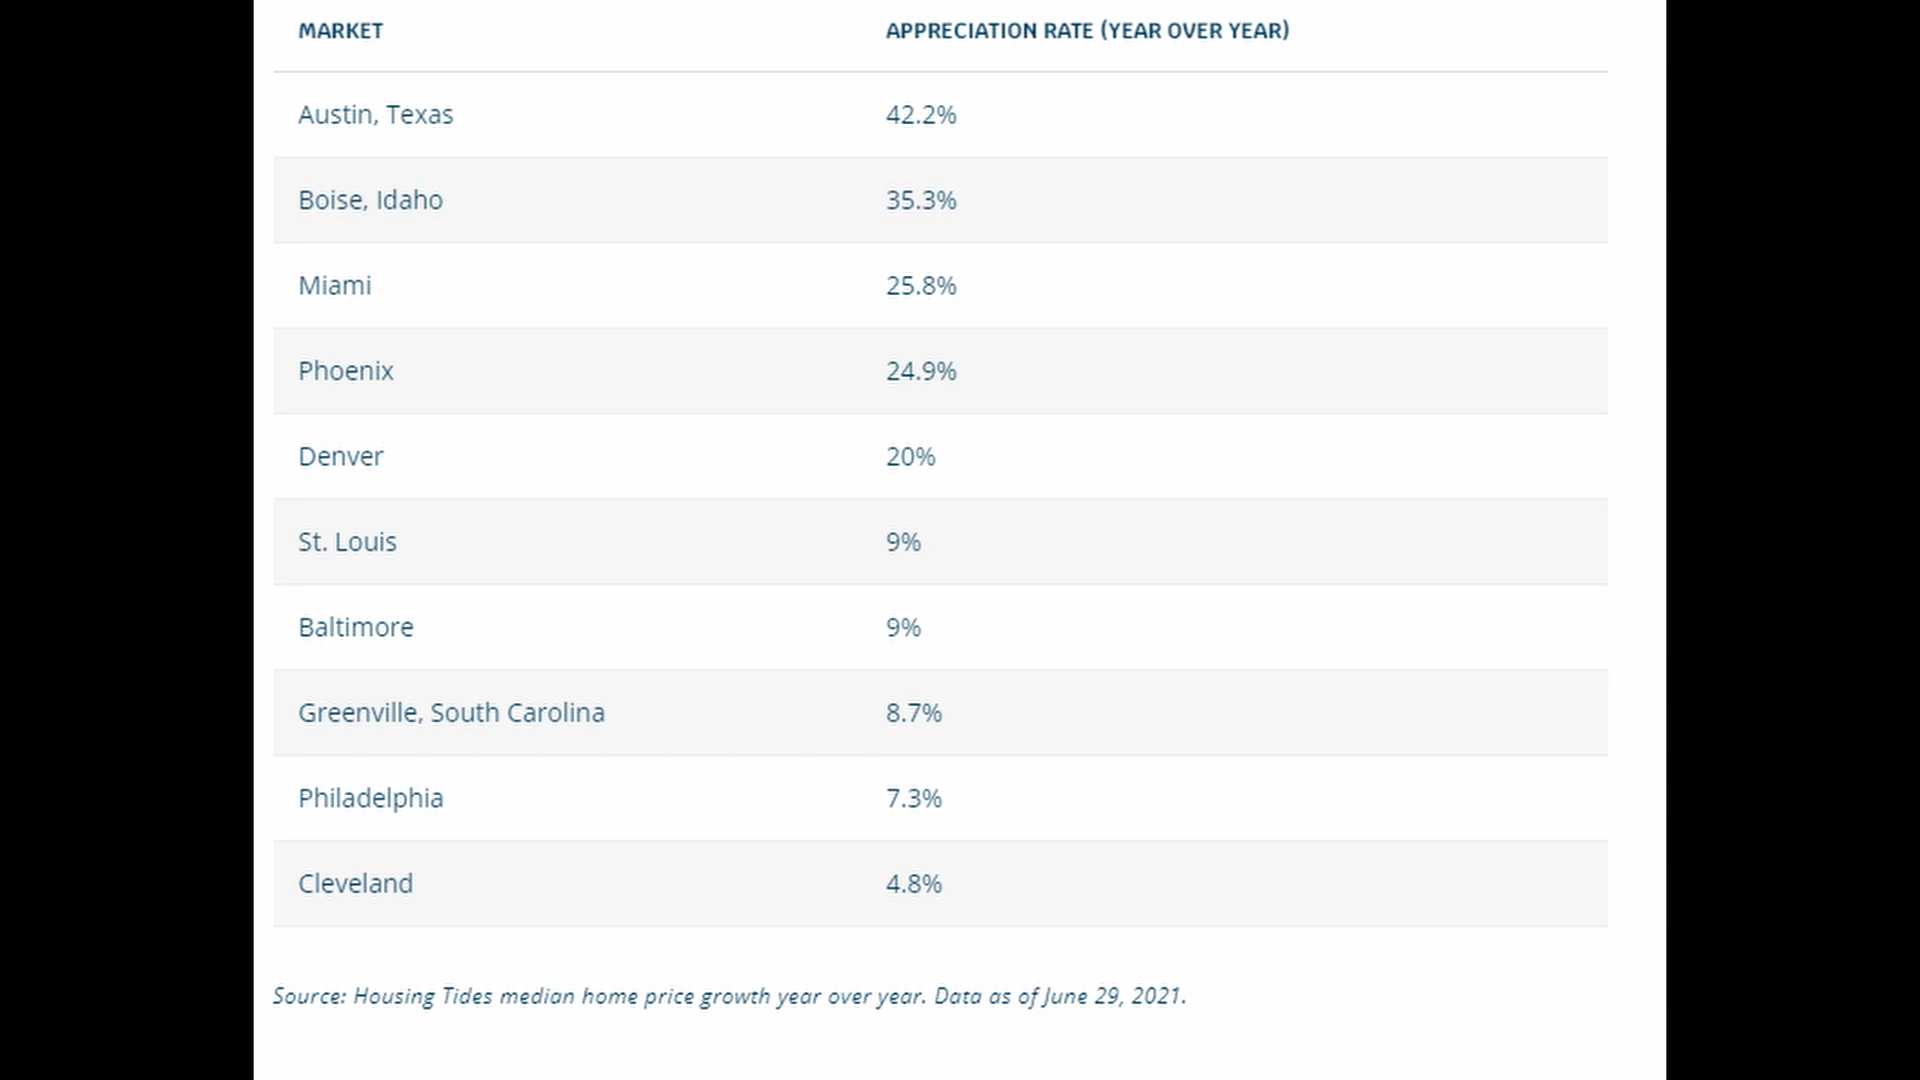 MARKET APPRECIATION RATE (YEAR OVER YEAR)
Austin, Texas 42.2%
Boise, Idaho 35.3%
Miami 25.8%
Phoenix 24.9%
Denver 20%
St. Louis 9%
Baltimore 9%
Greenville, South Carolina 8.7%
Philadelphia 7.3%
Cleveland 4.8%
Source: Housing Tides median home price growth year over year. Data as of June 29, 2021.